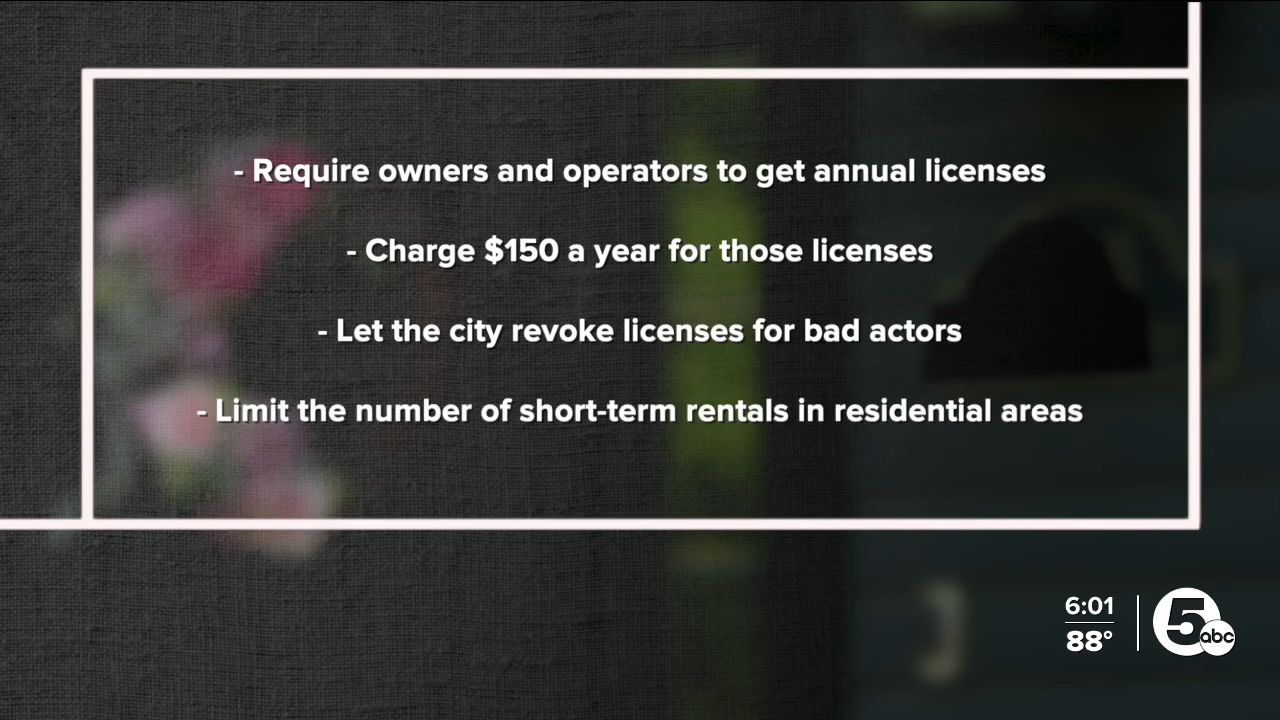 - Require owners and operators to get annual licenses
- Charge $150 a year for those licenses
- Let the city revoke licenses for bad actors
- Limit the number of short-term rentals in residential areas
6:01
88°
5
abc